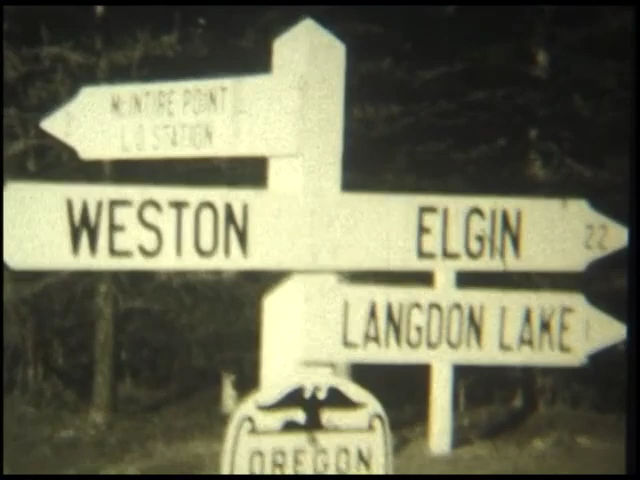 McINTIRE POINT
L.O. STATION
WESTON
ELGIN 22
LANGDON LAKE 1
OREGON